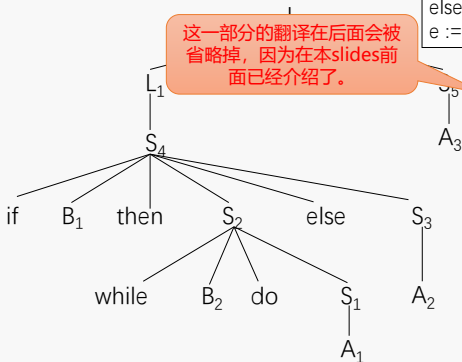 else
e :=
这一部分的翻译在后面会被
省略掉，因为在本slides前
面已经介绍了。
L1
S5
S4
A3
if B1 then S2 else S3
while B2 do S1 A2
A1